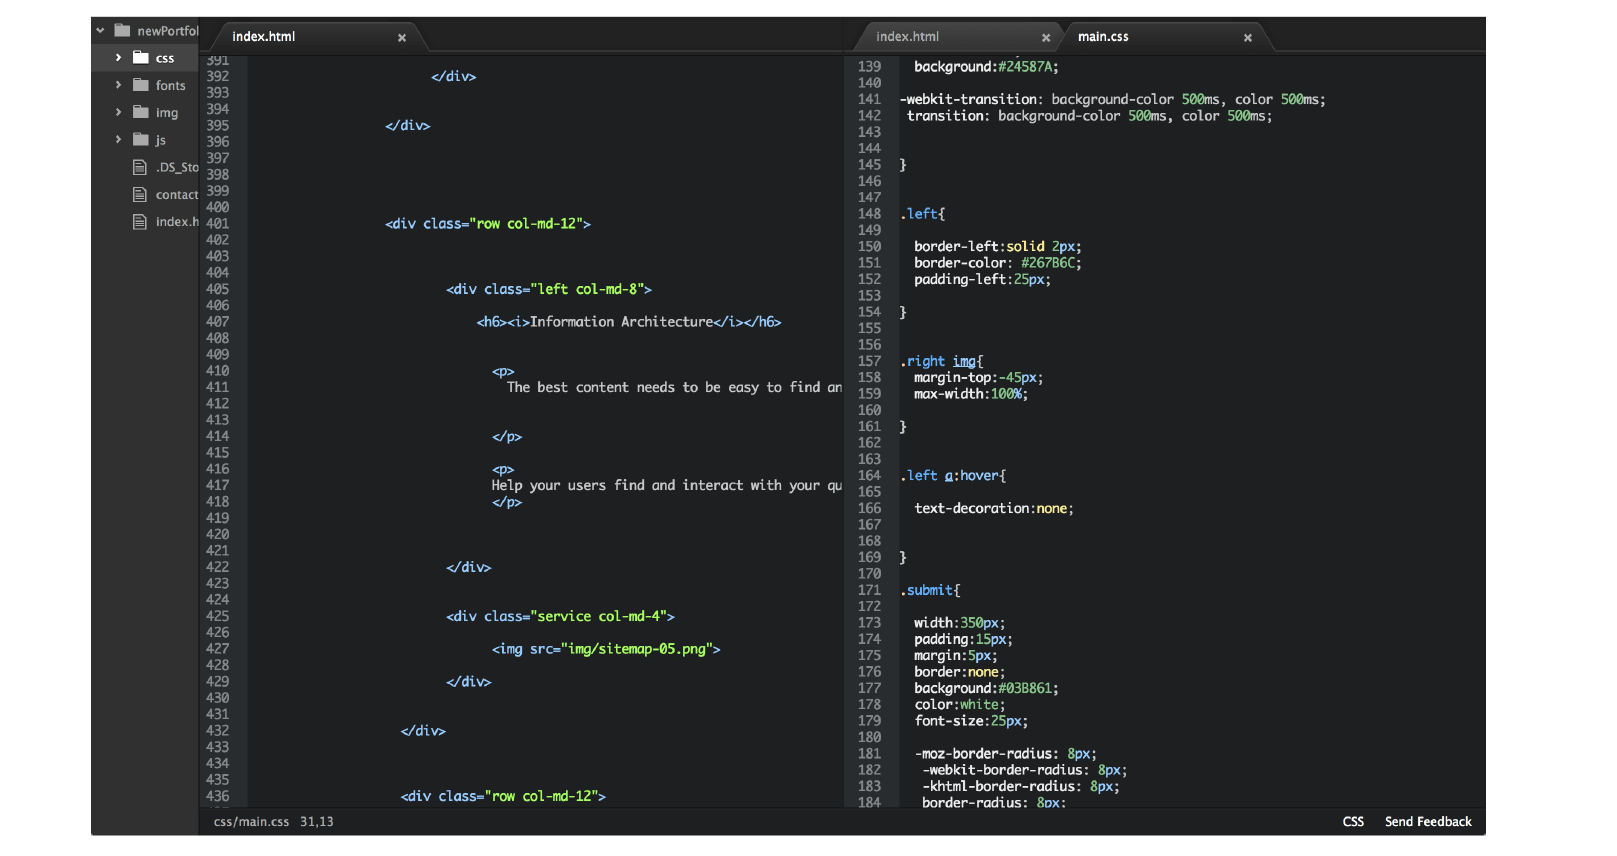 newPortfol
css
fonts
img
js
.DS_Sto
contact
index.h
index.html
391
392 </div>
393
394
395 </div>
396
397
398
399
400
401 <div class="row col-md-12">
402
403
404
405 <div class="left col-md-8">
406
407 <h6><i>Information Architecture</i></h6>
408
409
410 <p>
411 The best content needs to be easy to find an
412
413
414 </p>
415
416 <p>
417 Help your users find and interact with your qu
418 </p>
419
420
421
422 </div>
423
424
425 <div class="service col-md-4">
426
427 <img src="img/sitemap-05.png">
428
429 </div>
430
431
432 </div>
433
434
435
436 <div class="row col-md-12">
index.html
main.css
139 background:#24587A;
140
141 -webkit-transition: background-color 500ms, color 500ms;
142 transition: background-color 500ms, color 500ms;
143
144
145 }
146
147
148 .left{
149
150 border-left:solid 2px;
151 border-color: #267B6C;
152 padding-left:25px;
153
154 }
155
156
157 .right img{
158 margin-top:-45px;
159 max-width:100%;
160
161 }
162
163
164 .left a:hover{
165
166 text-decoration:none;
167
168
169 }
170
171 .submit{
172
173 width:350px;
174 padding:15px;
175 margin:5px;
176 border:none;
177 background:#03B861;
178 color:white;
179 font-size:25px;
180
181 -moz-border-radius: 8px;
182 -webkit-border-radius: 8px;
183 -khtml-border-radius: 8px;
184 border-radius: 8px;
css/main.css 31,13
CSS Send Feedback